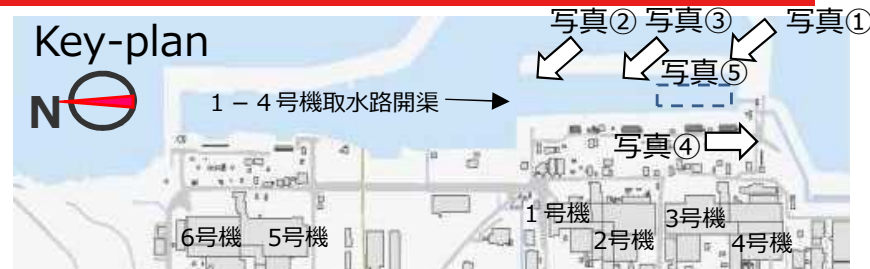 写真② 写真③ 写真①
Key-plan
写真⑤
N
1－4号機取水路開渠
写真④
1号機 3号機
6号機 5号機 2号機 4号機